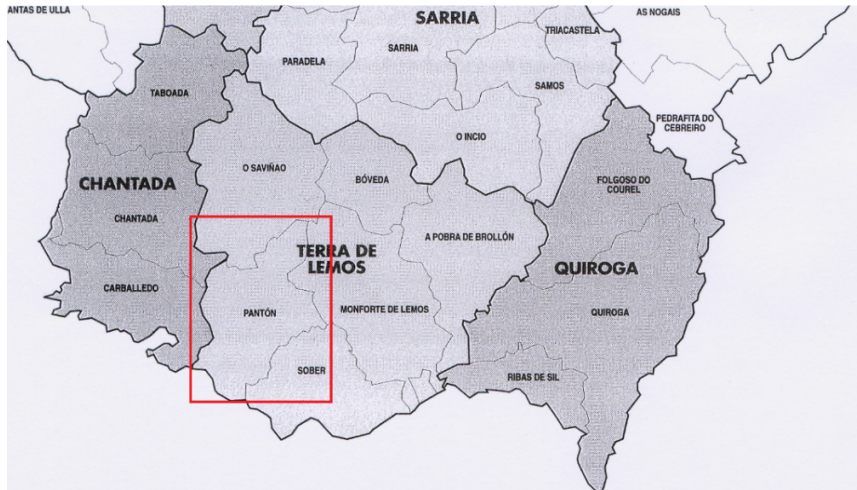 ANTAS DE ULLA
SARRIA
AS NOGAIS
TRIACASTELA
SARRIA
PARADELA
SAMOS
TABOADA
PEDRAFITA DO
CEBREIRO
O INCIO
O SAVIÑAO
BÓVEDA
FOLGOSO DO
COUREL
CHANTADA
CHANTADA
A POBRA DE BROLLÓN
TERRA DE
LEMOS
QUIROGA
CARBALLEDO
PANTÓN
MONFORTE DE LEMOS
QUIROGA
SOBER
RIBAS DE SIL